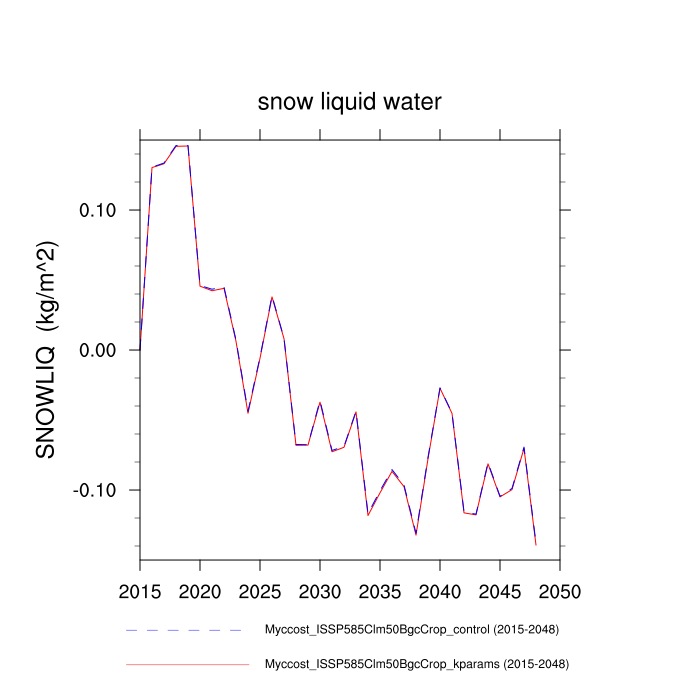 snow liquid water
SNOWLIQ (kg/m^2)
0.10
0.00
-0.10
2015 2020 2025 2030 2035 2040 2045 2050
Myccost_ISSP585Clm50BgcCrop_control (2015-2048)
Myccost_ISSP585Clm50BgcCrop_kparams (2015-2048)